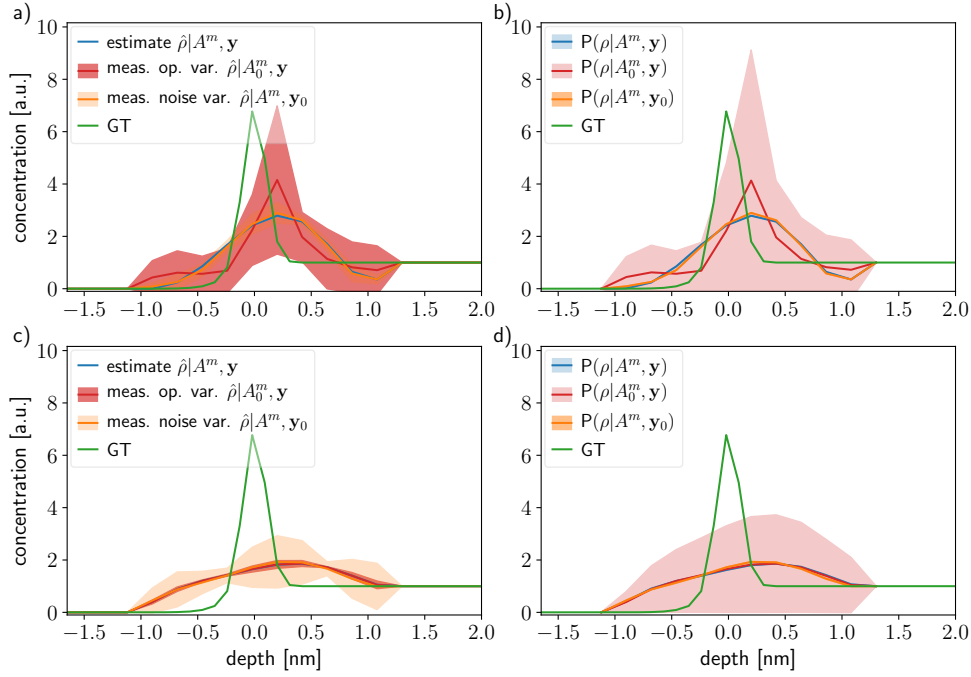 a)
10
8
6
4
2
0
concentration [a.u.]
estimate ρ̂|A^m, y
meas. op. var. ρ̂|A_0^m, y
meas. noise var. ρ̂|A^m, y_0
GT
−1.5 −1.0 −0.5 0.0 0.5 1.0 1.5 2.0
b)
10
8
6
4
2
0
P(ρ|A^m, y)
P(ρ|A_0^m, y)
P(ρ|A^m, y_0)
GT
−1.5 −1.0 −0.5 0.0 0.5 1.0 1.5 2.0
c)
10
8
6
4
2
0
concentration [a.u.]
estimate ρ̂|A^m, y
meas. op. var. ρ̂|A_0^m, y
meas. noise var. ρ̂|A^m, y_0
GT
−1.5 −1.0 −0.5 0.0 0.5 1.0 1.5 2.0
depth [nm]
d)
10
8
6
4
2
0
P(ρ|A^m, y)
P(ρ|A_0^m, y)
P(ρ|A^m, y_0)
GT
−1.5 −1.0 −0.5 0.0 0.5 1.0 1.5 2.0
depth [nm]